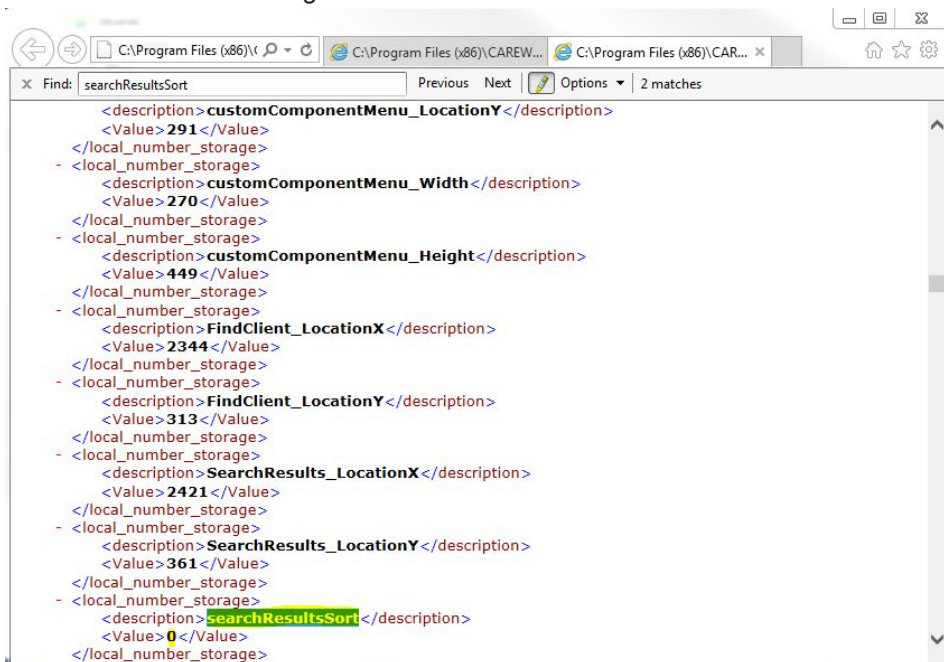 C:\Program Files (x86)\(
C:\Program Files (x86)\CAREW...
C:\Program Files (x86)\CAR... ×
x Find: searchResultsSort Previous Next Options ▼ 2 matches
<description>customComponentMenu_LocationY</description>
<Value>291</Value>
</local_number_storage>
- <local_number_storage>
<description>customComponentMenu_Width</description>
<Value>270</Value>
</local_number_storage>
- <local_number_storage>
<description>customComponentMenu_Height</description>
<Value>449</Value>
</local_number_storage>
- <local_number_storage>
<description>FindClient_LocationX</description>
<Value>2344</Value>
</local_number_storage>
- <local_number_storage>
<description>FindClient_LocationY</description>
<Value>313</Value>
</local_number_storage>
- <local_number_storage>
<description>SearchResults_LocationX</description>
<Value>2421</Value>
</local_number_storage>
- <local_number_storage>
<description>SearchResults_LocationY</description>
<Value>361</Value>
</local_number_storage>
- <local_number_storage>
<description>searchResultsSort</description>
<Value>0</Value>
</local_number_storage>